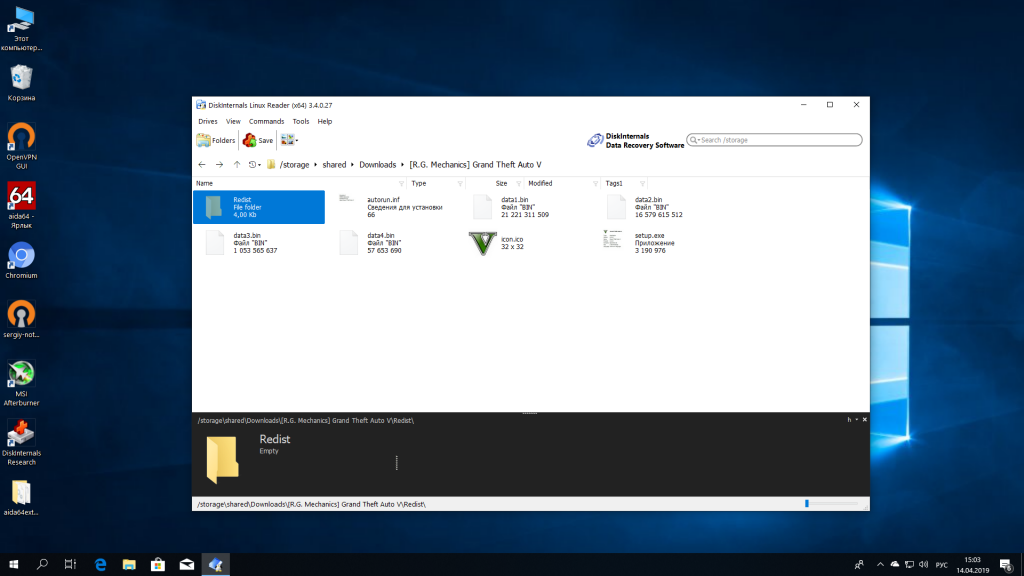 Этот
компьютер...
Корзина
OpenVPN
GUI
64
aida64 -
Ярлык
Chromium
sergiy-not...
MSI
Afterburner
DiskInternals
Research
aida64ext...
DiskInternals Linux Reader (x64) 3.4.0.27
Drives View Commands Tools Help
Folders Save
DiskInternals
Data Recovery Software
Search /storage
/storage shared Downloads [R.G. Mechanics] Grand Theft Auto V
Name Type Size Modified Tags1
Redist
File folder
4,00 Kb
autorun.inf
Сведения для установки
66
data1.bin
Файл "BIN"
21 221 311 509
data2.bin
Файл "BIN"
16 579 615 512
data3.bin
Файл "BIN"
1 053 565 637
data4.bin
Файл "BIN"
57 653 690
icon.ico
32 x 32
setup.exe
Приложение
3 190 976
/storage\shared\Downloads\[R.G. Mechanics] Grand Theft Auto V\Redist\
h
Redist
Empty
/storage\shared\Downloads\[R.G. Mechanics] Grand Theft Auto V\Redist\
РУС
15:03
14.04.2019
6